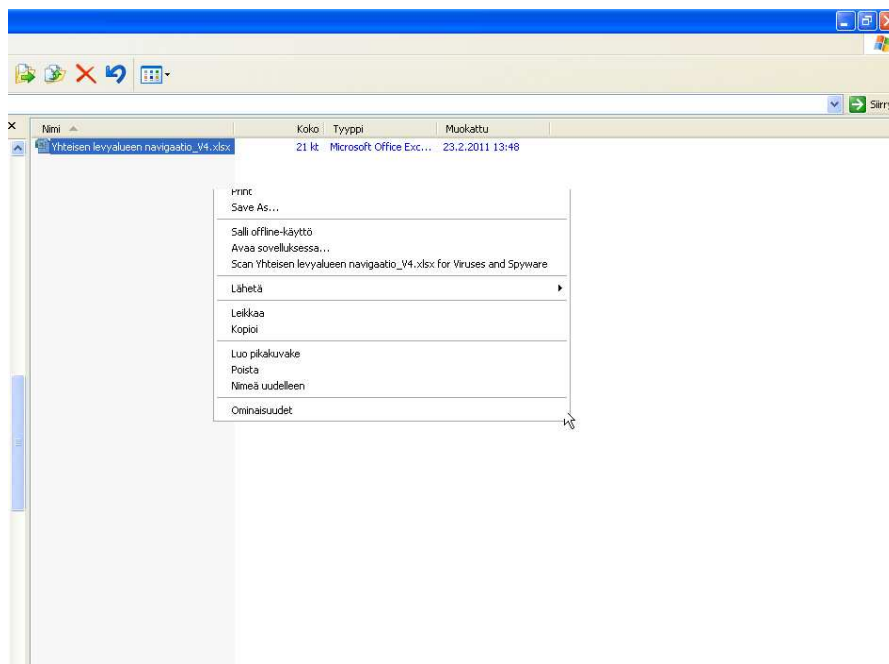 Siirry
Nimi Koko Tyyppi Muokattu
Yhteisen levyalueen navigaatio_V4.xlsx 21 kt Microsoft Office Exc... 23.2.2011 13:48
Print
Save As...
Salli offline-käyttö
Avaa sovelluksessa...
Scan Yhteisen levyalueen navigaatio_V4.xlsx for Viruses and Spyware
Lähetä
Leikkaa
Kopioi
Luo pikakuvake
Poista
Nimeä uudelleen
Ominaisuudet